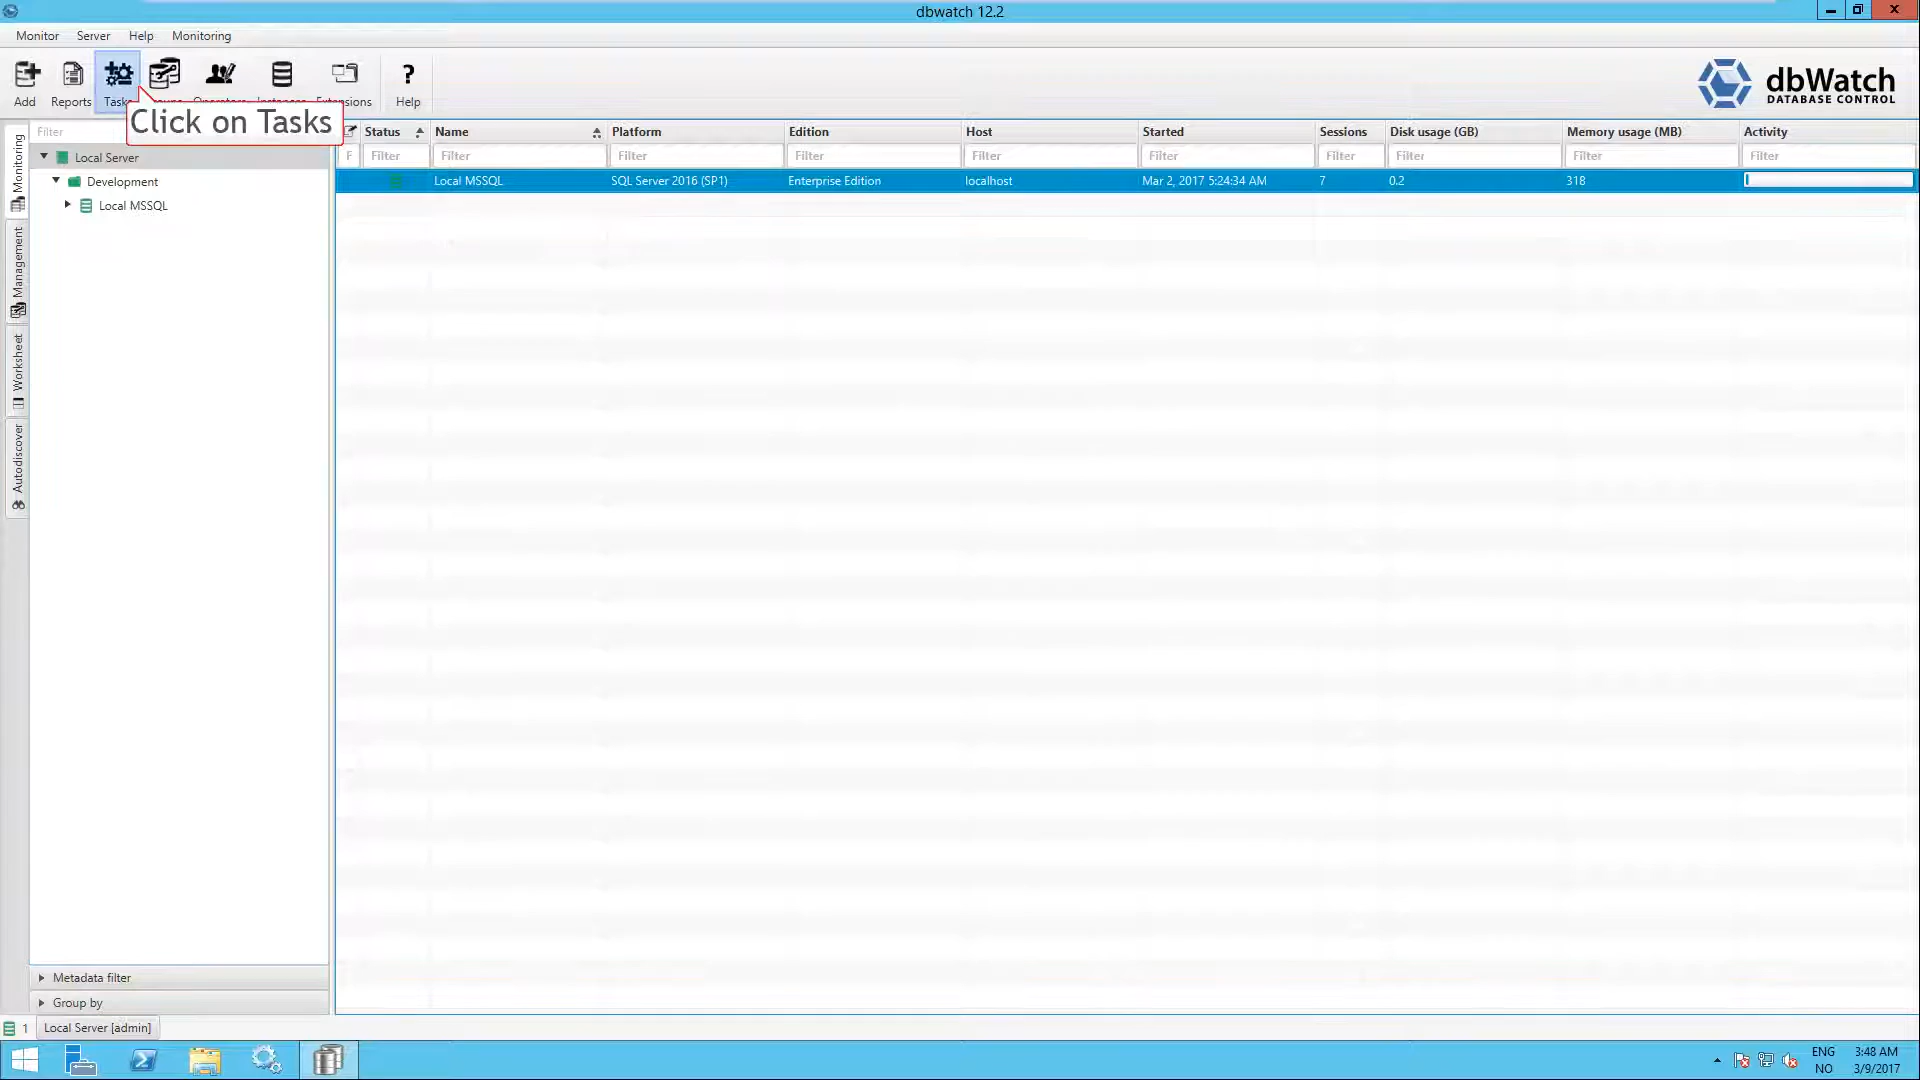 dbwatch 12.2
Monitor Server Help Monitoring
Add Reports Tasks Extensions Help
dbWatch
DATABASE CONTROL
Click on Tasks
Filter
Status Name Platform Edition Host Started Sessions Disk usage (GB) Memory usage (MB) Activity
F Filter Filter Filter Filter Filter Filter Filter Filter Filter Filter
Local MSSQL SQL Server 2016 (SP1) Enterprise Edition localhost Mar 2, 2017 5:24:34 AM 7 0.2 318
Local Server
Development
Local MSSQL
Monitoring
Management
Worksheet
Autodiscover
Metadata filter
Group by
1 Local Server [admin]
ENG 3:48 AM
NO 3/9/2017